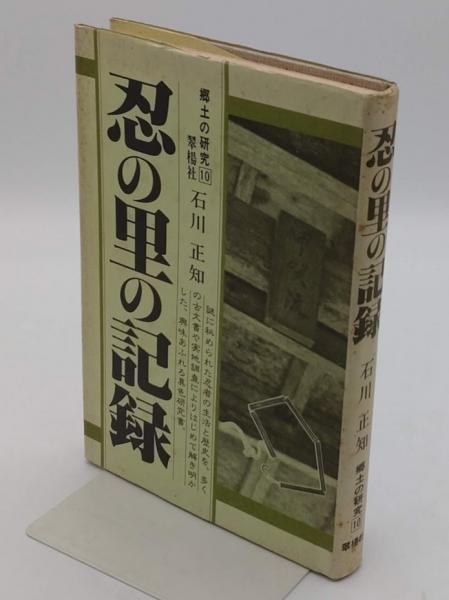 忍の里の記録
郷土の研究10
翠楊社
石川 正知
謎に秘められた忍者の生活と歴史を、多く
の古文書や実地調査によりはじめて解き明か
した、興味あふれる異色研究書。
忍の里の記録
石川 正知
郷土の研究10
翠楊社